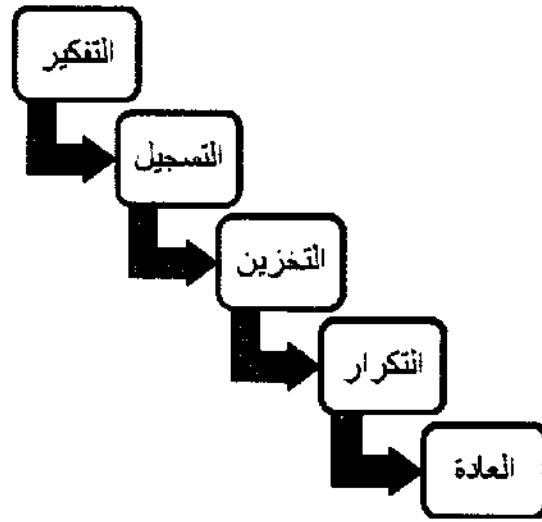 التفكير
التسجيل
التخزين
التكرار
العادة